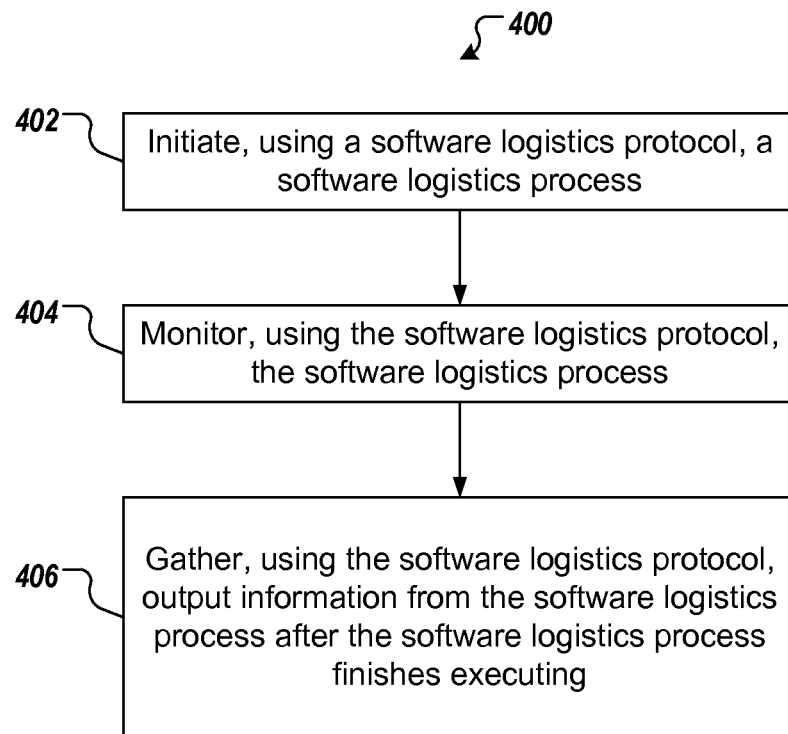 400
402
Initiate, using a software logistics protocol, a
software logistics process
404
Monitor, using the software logistics protocol,
the software logistics process
406
Gather, using the software logistics protocol,
output information from the software logistics
process after the software logistics process
finishes executing